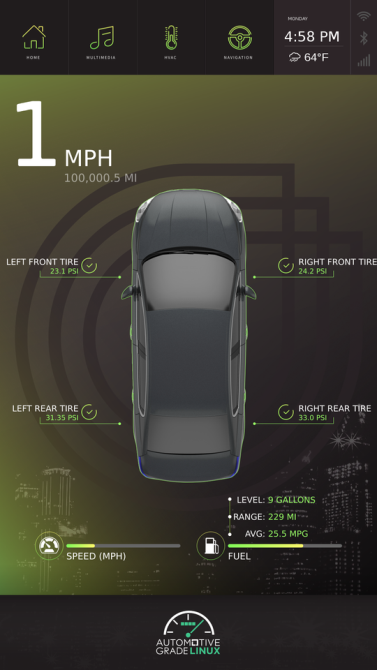 HOME
MULTIMEDIA
HVAC
NAVIGATION
MONDAY
4:58 PM
64°F
1 MPH
100,000.5 MI
LEFT FRONT TIRE
23.1 PSI
RIGHT FRONT TIRE
24.2 PSI
LEFT REAR TIRE
31.35 PSI
RIGHT REAR TIRE
33.0 PSI
LEVEL: 9 GALLONS
RANGE: 229 MI
AVG: 25.5 MPG
SPEED (MPH)
FUEL
AUTOMOTIVE
GRADELINUX